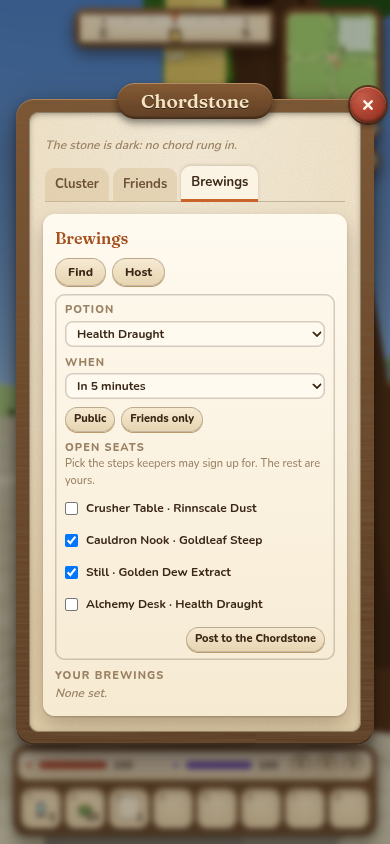 Chordstone
×
The stone is dark: no chord rung in.
Cluster
Friends
Brewings
Brewings
Find
Host
POTION
Health Draught
WHEN
In 5 minutes
Public
Friends only
OPEN SEATS
Pick the steps keepers may sign up for. The rest are
yours.
Crusher Table · Rinnscale Dust
Cauldron Nook · Goldleaf Steep
Still · Golden Dew Extract
Alchemy Desk · Health Draught
Post to the Chordstone
YOUR BREWINGS
None set.